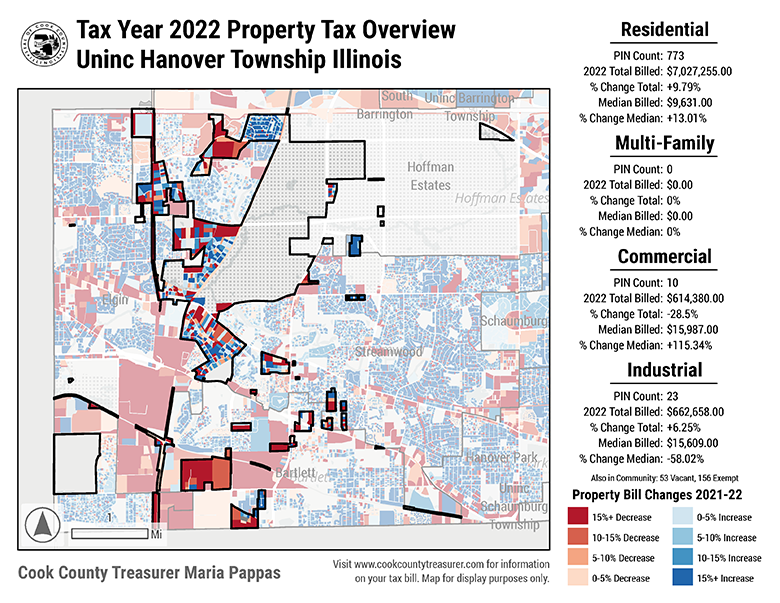 Tax Year 2022 Property Tax Overview
Uninc Hanover Township Illinois
South
Barrington
Uninc Barrington
Township
Hoffman
Estates
Hoffman Estates
Elgin
Schaumburg
Streamwood
Hanover Park
Bartlett
Uninc
Schaumburg
Township
1
Mi
Residential
PIN Count: 773
2022 Total Billed: $7,027,255.00
% Change Total: +9.79%
Median Billed: $9,631.00
% Change Median: +13.01%
Multi-Family
PIN Count: 0
2022 Total Billed: $0.00
% Change Total: 0%
Median Billed: $0.00
% Change Median: 0%
Commercial
PIN Count: 10
2022 Total Billed: $614,380.00
% Change Total: -28.5%
Median Billed: $15,987.00
% Change Median: +115.34%
Industrial
PIN Count: 23
2022 Total Billed: $662,658.00
% Change Total: +6.25%
Median Billed: $15,609.00
% Change Median: -58.02%
Also in Community: 53 Vacant, 156 Exempt
Property Bill Changes 2021-22
15%+ Decrease
10-15% Decrease
5-10% Decrease
0-5% Decrease
0-5% Increase
5-10% Increase
10-15% Increase
15%+ Increase
Cook County Treasurer Maria Pappas
Visit www.cookcountytreasurer.com for information
on your tax bill. Map for display purposes only.